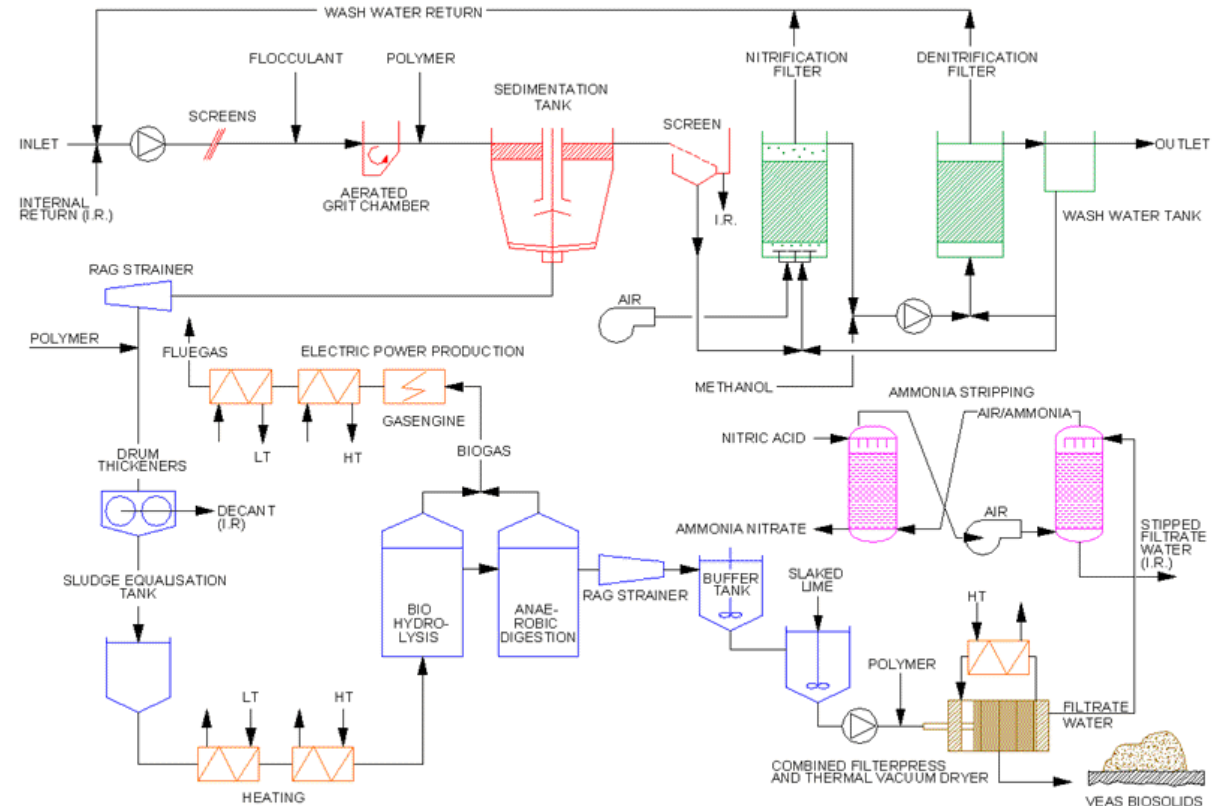 WASH WATER RETURN
FLOCCULANT
POLYMER
NITRIFICATION
FILTER
DENITRIFICATION
FILTER
SCREENS
SEDIMENTATION
TANK
SCREEN
INLET
OUTLET
AERATED
GRIT CHAMBER
INTERNAL
RETURN (I.R.)
I.R.
WASH WATER TANK
RAG STRAINER
AIR
POLYMER
FLUEGAS
ELECTRIC POWER PRODUCTION
METHANOL
GASENGINE
AMMONIA STRIPPING
AIR/AMMONIA
NITRIC ACID
LT
HT
BIOGAS
DRUM
THICKENERS
DECANT
(I.R)
AIR
AMMONIA NITRATE
STIPPED
FILTRATE
WATER
(I.R.)
SLUDGE EQUALISATION
TANK
BIO
HYDRO-
LYSIS
ANAE-
ROBIC
DIGESTION
RAG STRAINER
BUFFER
TANK
SLAKED
LIME
HT
POLYMER
LT
HT
FILTRATE
WATER
HEATING
COMBINED FILTERPRESS
AND THERMAL VACUUM DRYER
VEAS BIOSOLIDS